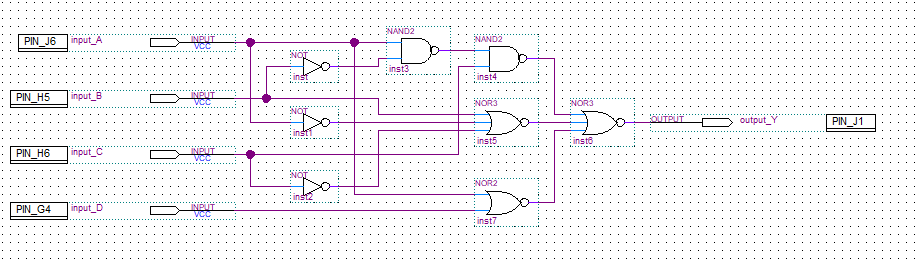 NAND2
PIN_J6 input_A INPUT VCC
NAND2
NOT
inst inst3
inst4
PIN_H5 input_B INPUT VCC
NOR3 NOR3
NOT
OUTPUT output_Y PIN_J1
inst1
inst5 inst6
PIN_H6 input_C INPUT VCC
NOT
NOR2
inst2
PIN_G4 input_D INPUT VCC
inst7